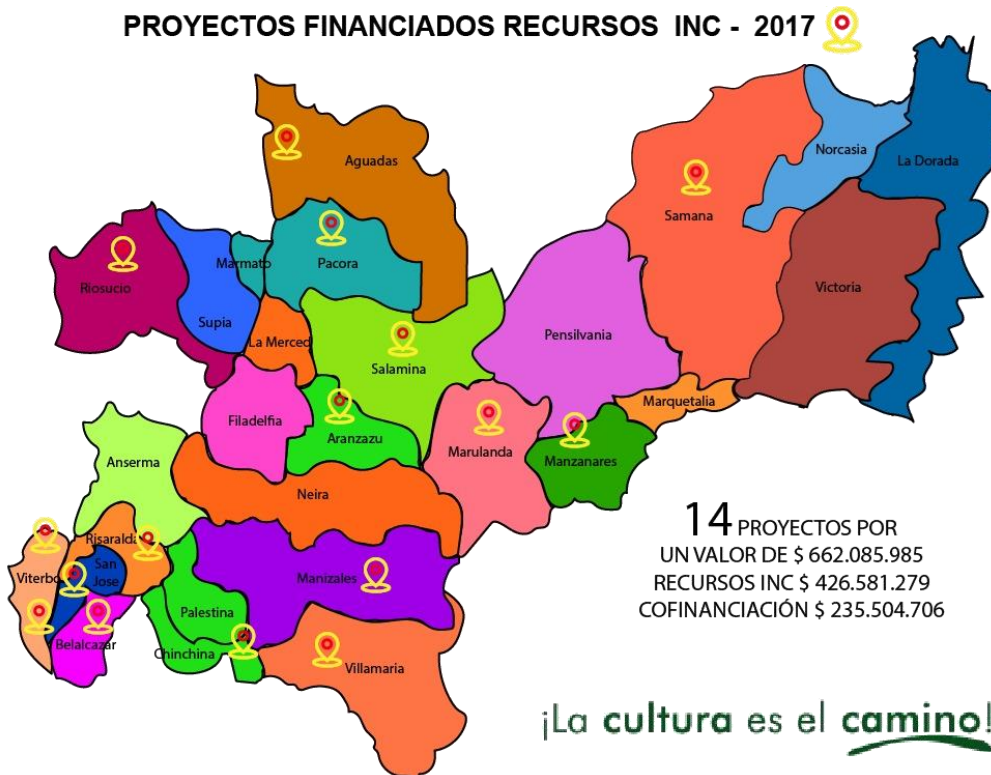 PROYECTOS FINANCIADOS RECURSOS INC - 2017
Aguadas
Norcasia
La Dorada
Samana
Marmato
Pacora
Riosucio
Victoria
Supia
La Merced
Pensilvania
Salamina
Marquetalia
Filadelfia
Aranzazu
Marulanda
Manzanares
Anserma
Neira
14 PROYECTOS POR
UN VALOR DE $ 662.085.985
RECURSOS INC $ 426.581.279
COFINANCIACIÓN $ 235.504.706
Risaralda
San
Jose
Viterbo
Manizales
Palestina
Belalcazar
Chinchina
Villamaria
¡La cultura es el camino!